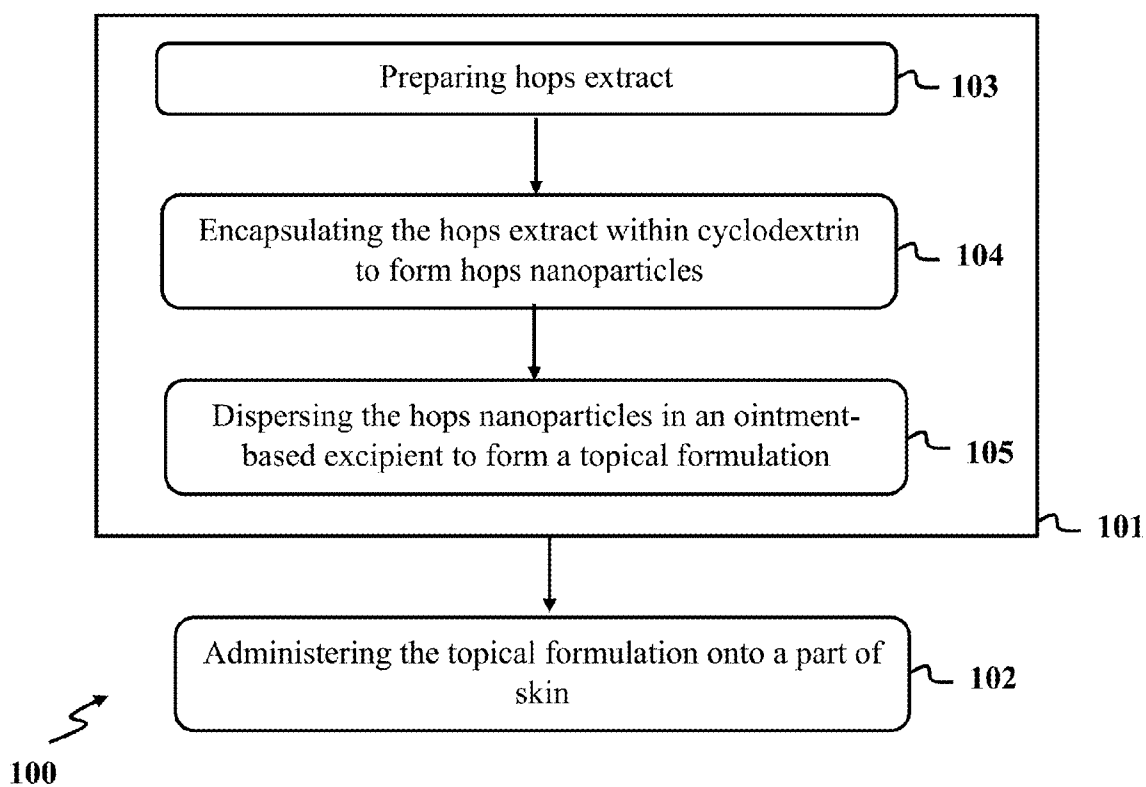 Preparing hops extract
103
Encapsulating the hops extract within cyclodextrin
to form hops nanoparticles
104
Dispersing the hops nanoparticles in an ointment-
based excipient to form a topical formulation
105
101
Administering the topical formulation onto a part of
skin
102
100